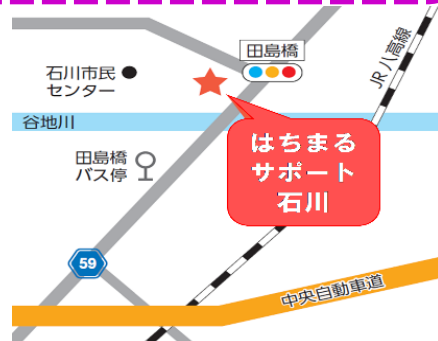 田島橋
JR 八高線
石川市民
センター
谷地川
はちまる
サポート
石川
田島橋
バス停
59
中央自動車道